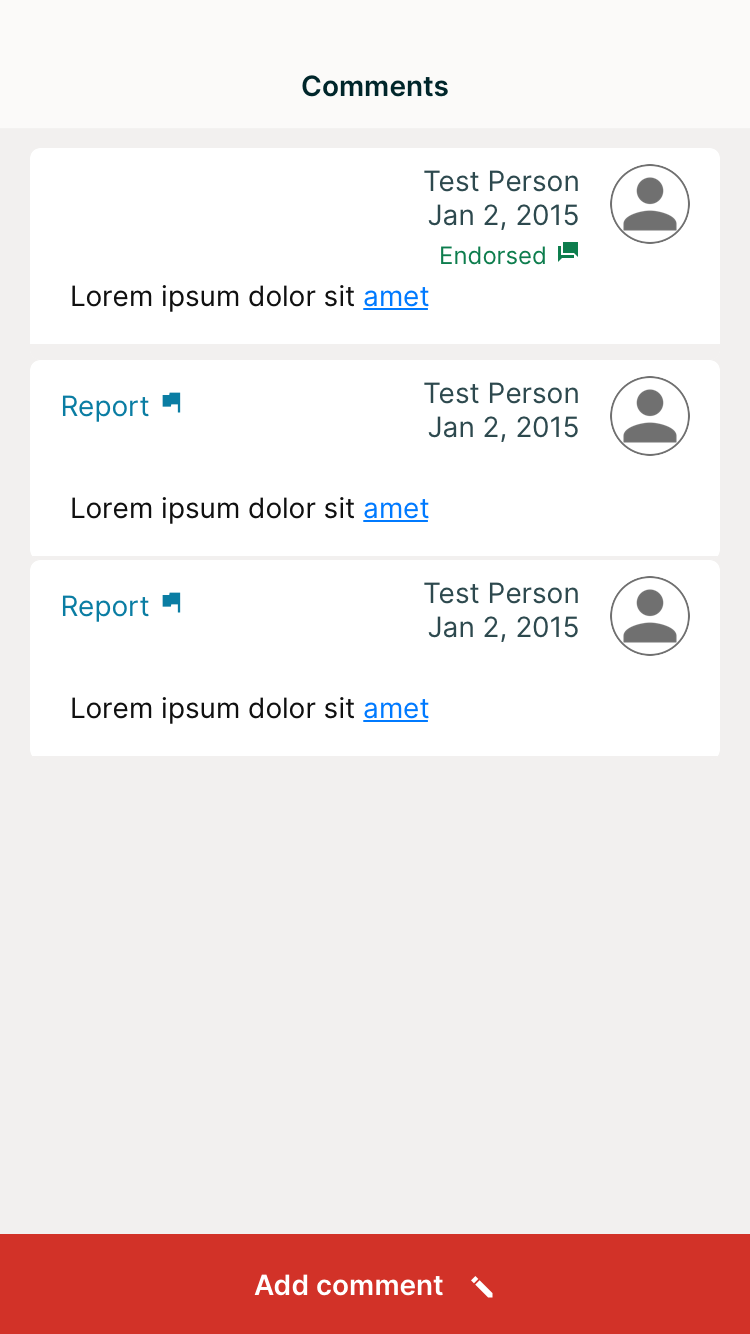 Comments
Test Person
Jan 2, 2015
Endorsed
Lorem ipsum dolor sit amet
Report
Test Person
Jan 2, 2015
Lorem ipsum dolor sit amet
Report
Test Person
Jan 2, 2015
Lorem ipsum dolor sit amet
Add comment